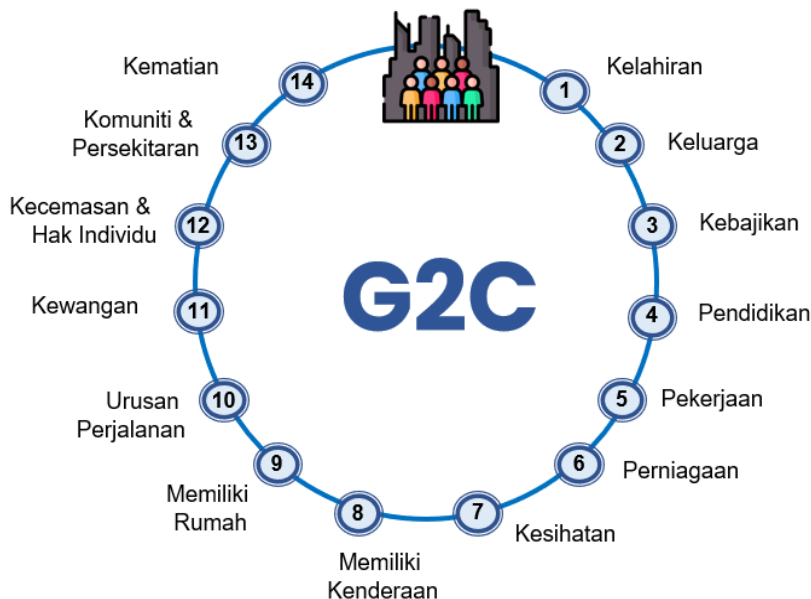 1
Kelahiran
2
Keluarga
3
Kebajikan
4
Pendidikan
5
Pekerjaan
6
Perniagaan
7
Kesihatan
8
Memiliki
Kenderaan
9
Memiliki
Rumah
10
Urusan
Perjalanan
11
Kewangan
12
Kecemasan &
Hak Individu
13
Komuniti &
Persekitaran
14
Kematian
G2C